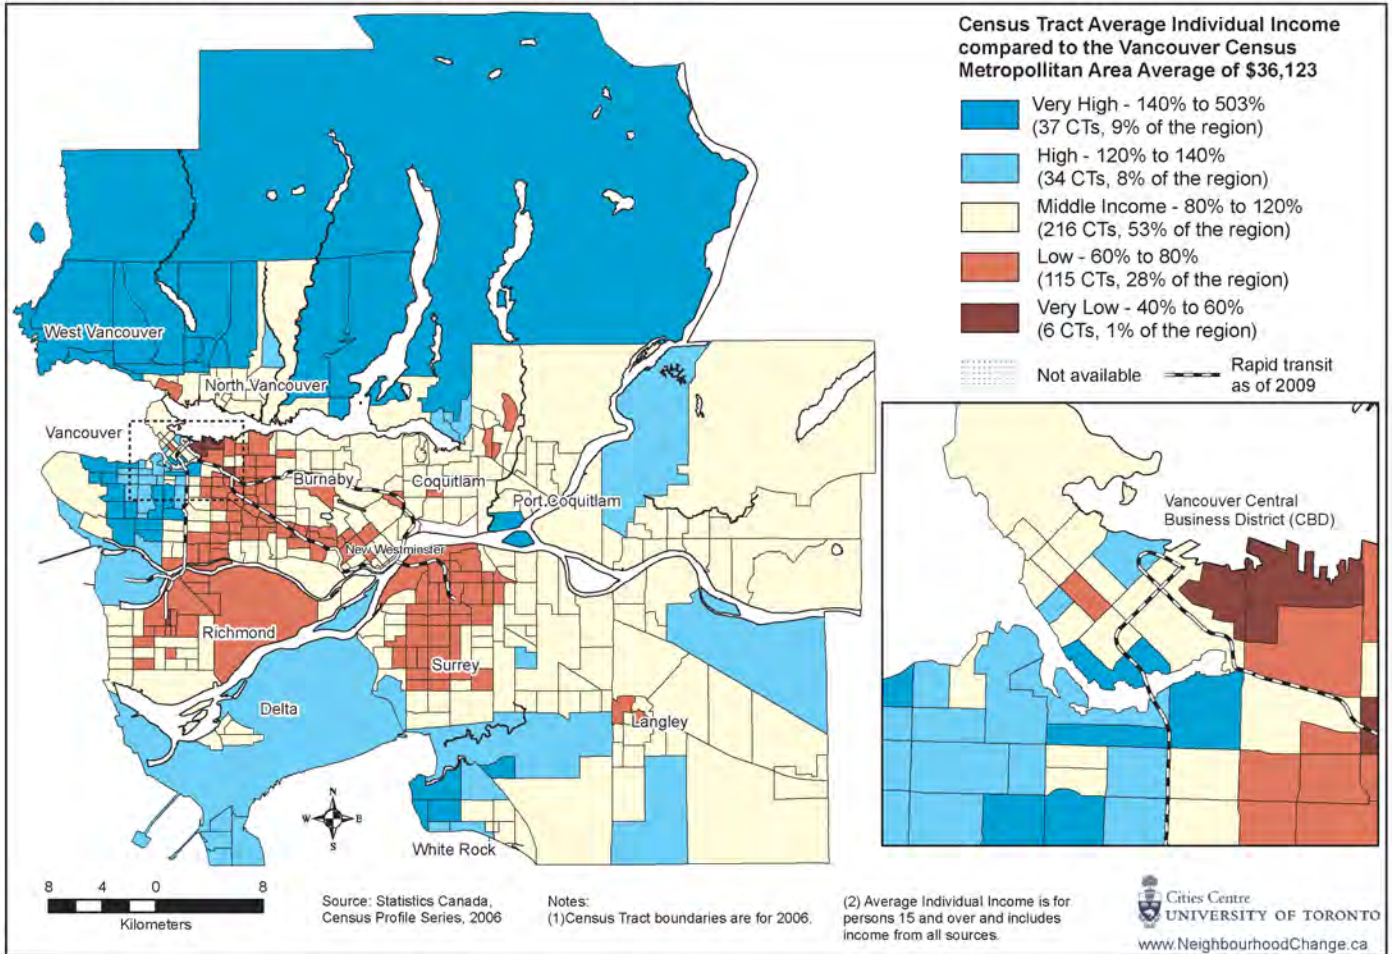 Census Tract Average Individual Income
compared to the Vancouver Census
Metropollitan Area Average of $36,123
Very High - 140% to 503%
(37 CTs, 9% of the region)
High - 120% to 140%
(34 CTs, 8% of the region)
Middle Income - 80% to 120%
(216 CTs, 53% of the region)
Low - 60% to 80%
(115 CTs, 28% of the region)
Very Low - 40% to 60%
(6 CTs, 1% of the region)
Not available
Rapid transit
as of 2009
West Vancouver
North Vancouver
Vancouver
Burnaby
Coquitlam
Port Coquitlam
New Westminster
Richmond
Surrey
Delta
Langley
White Rock
Vancouver Central
Business District (CBD)
N
W
E
S
8 4 0 8
Kilometers
Source: Statistics Canada,
Census Profile Series, 2006
Notes:
(1)Census Tract boundaries are for 2006.
(2) Average Individual Income is for
persons 15 and over and includes
income from all sources.
Cities Centre
UNIVERSITY OF TORONTO
www.NeighbourhoodChange.ca